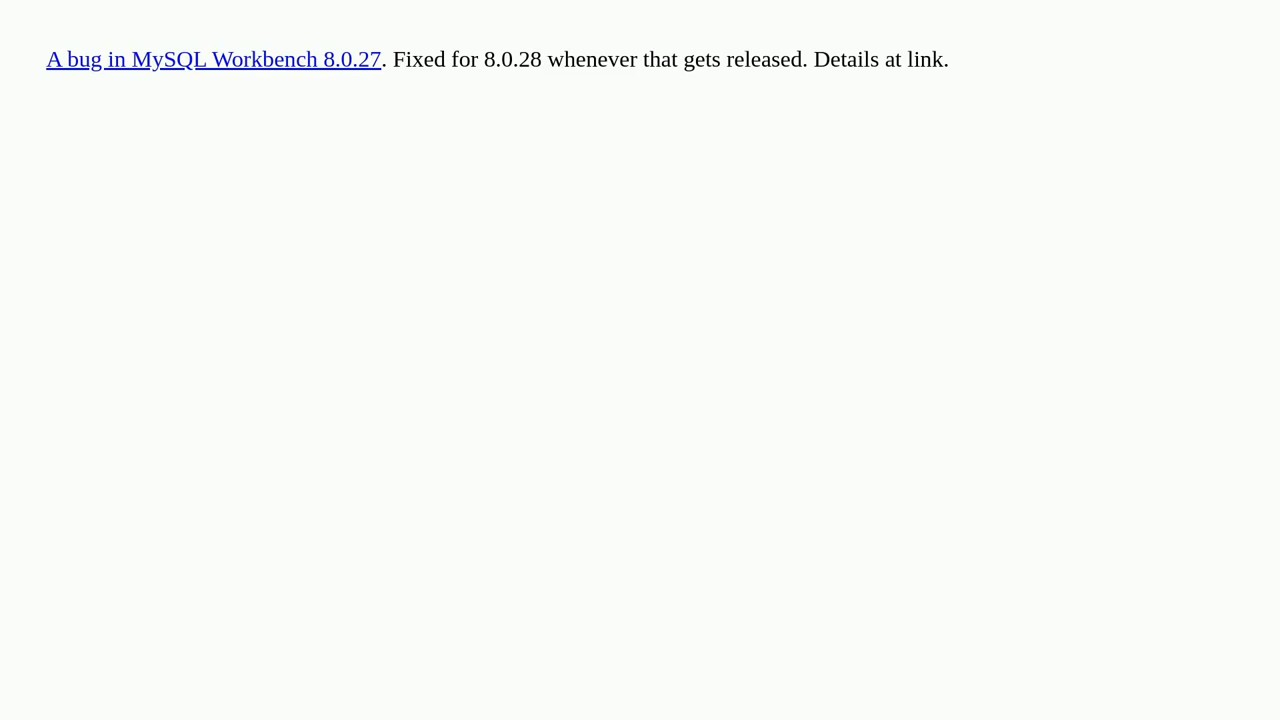 A bug in MySQL Workbench 8.0.27. Fixed for 8.0.28 whenever that gets released. Details at link.